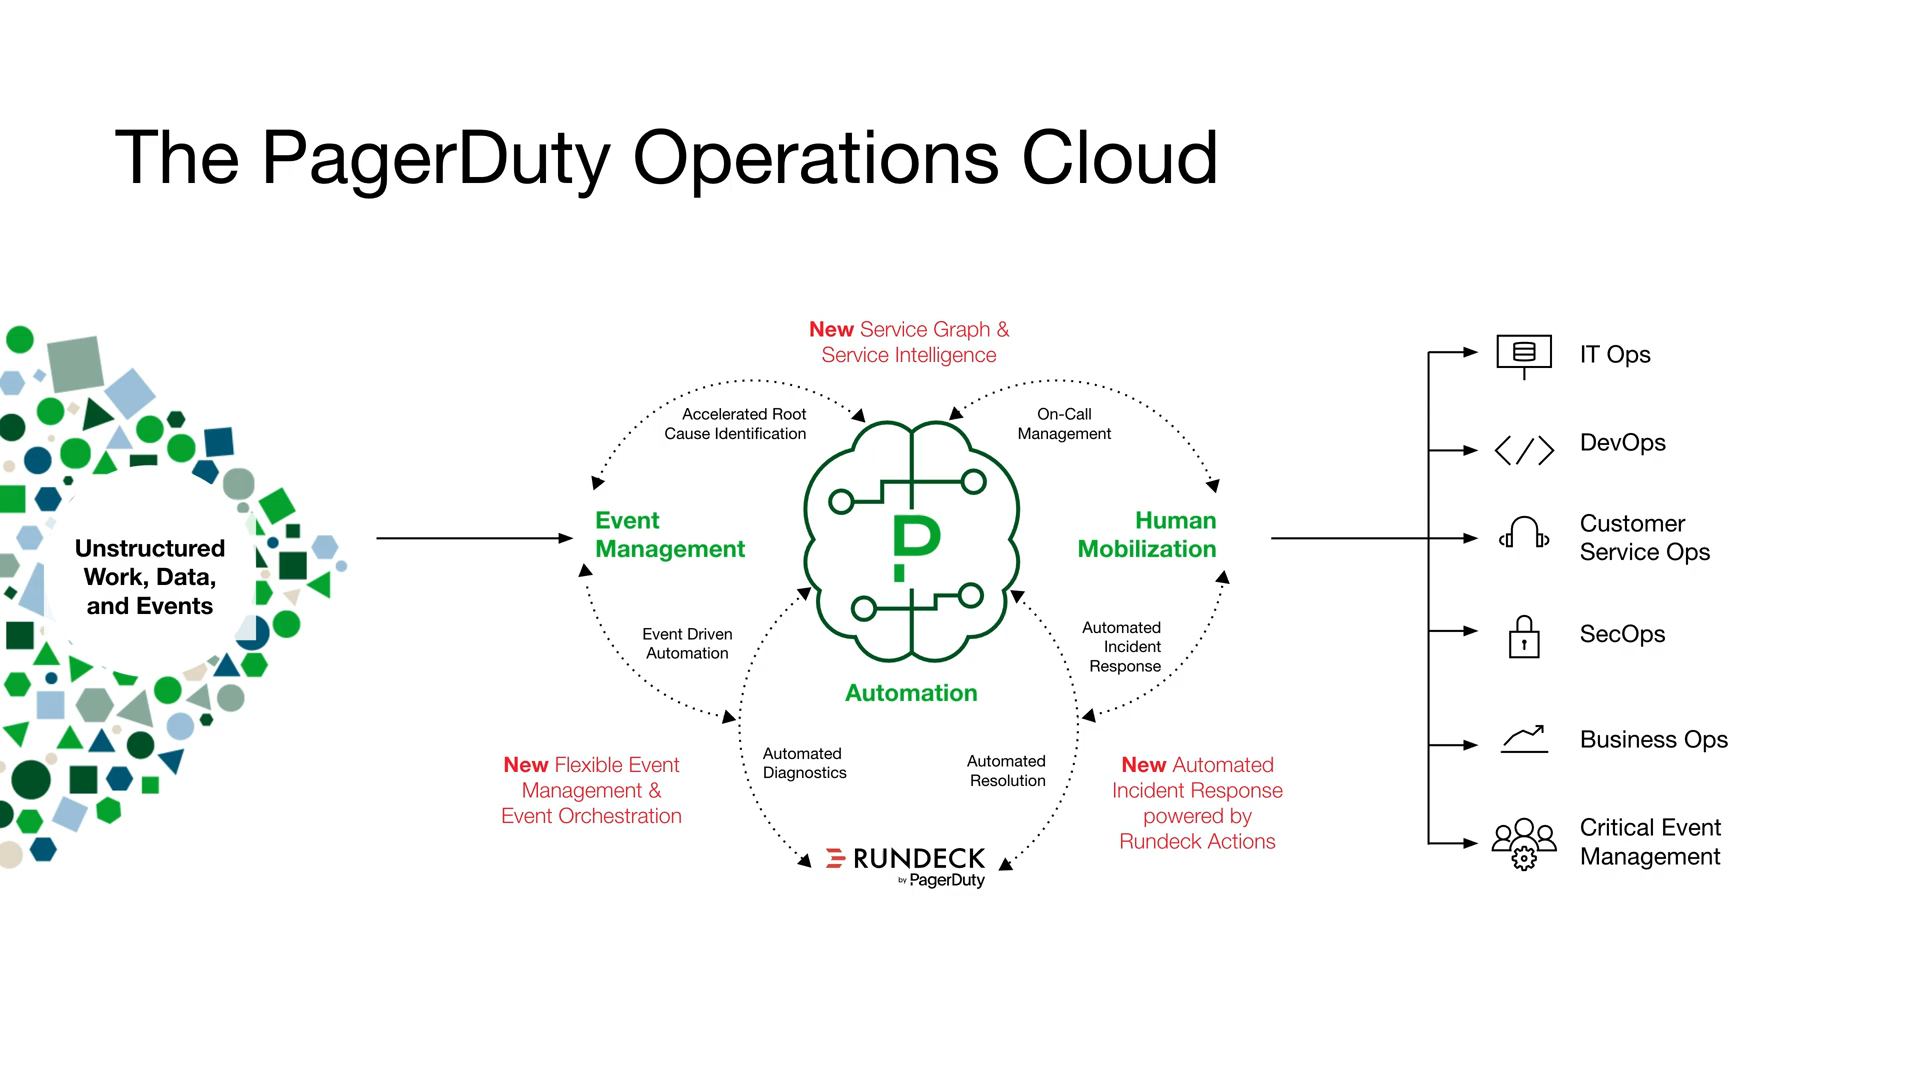 The PagerDuty Operations Cloud
Unstructured
Work, Data,
and Events
New Service Graph &
Service Intelligence
Accelerated Root
Cause Identification
On-Call
Management
Event
Management
P
Human
Mobilization
Event Driven
Automation
Automated
Incident
Response
Automation
Automated
Diagnostics
Automated
Resolution
New Flexible Event
Management &
Event Orchestration
New Automated
Incident Response
powered by
Rundeck Actions
RUNDECK
by PagerDuty
IT Ops
DevOps
Customer
Service Ops
SecOps
Business Ops
Critical Event
Management